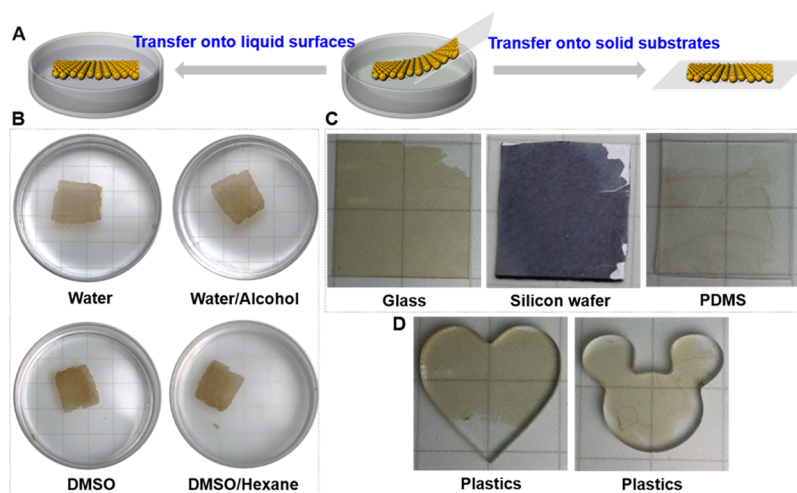 A
Transfer onto liquid surfaces
Transfer onto solid substrates
B
Water
Water/Alcohol
DMSO
DMSO/Hexane
C
Glass
Silicon wafer
PDMS
D
Plastics
Plastics